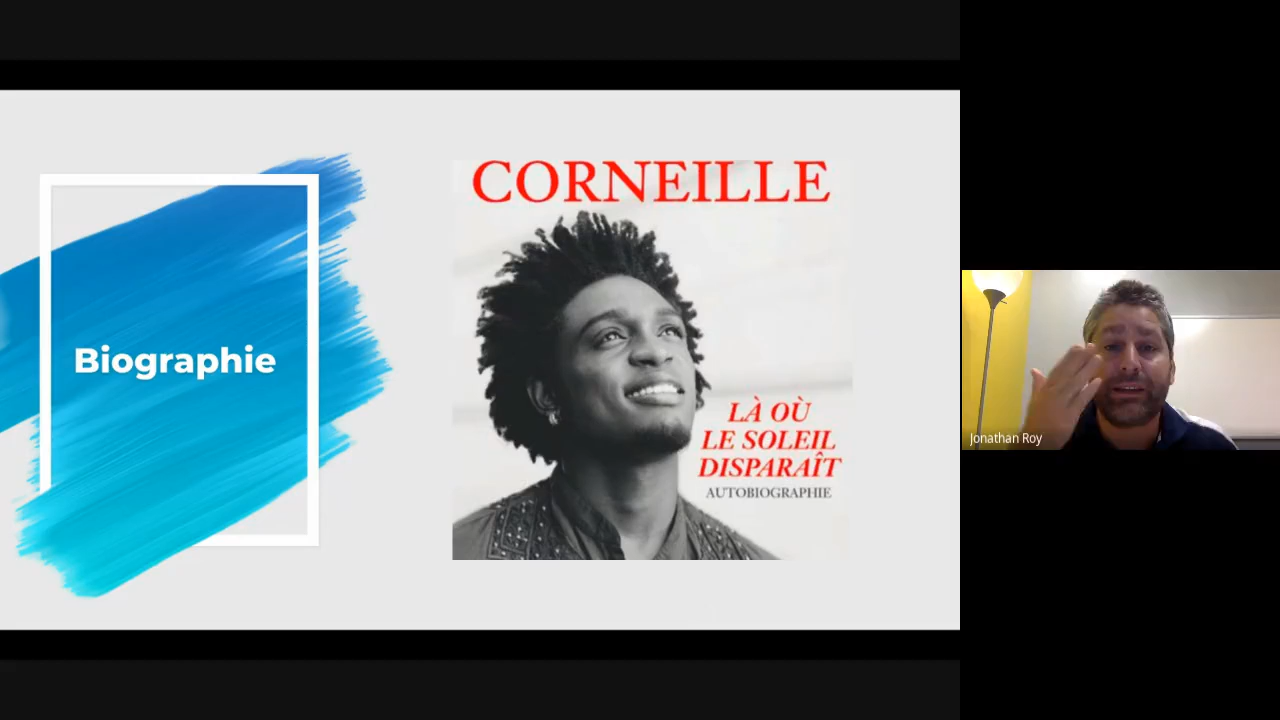 Biographie
CORNEILLE
LÀ OÙ
LE SOLEIL
DISPARAÎT
AUTOBIOGRAPHIE
Jonathan Roy